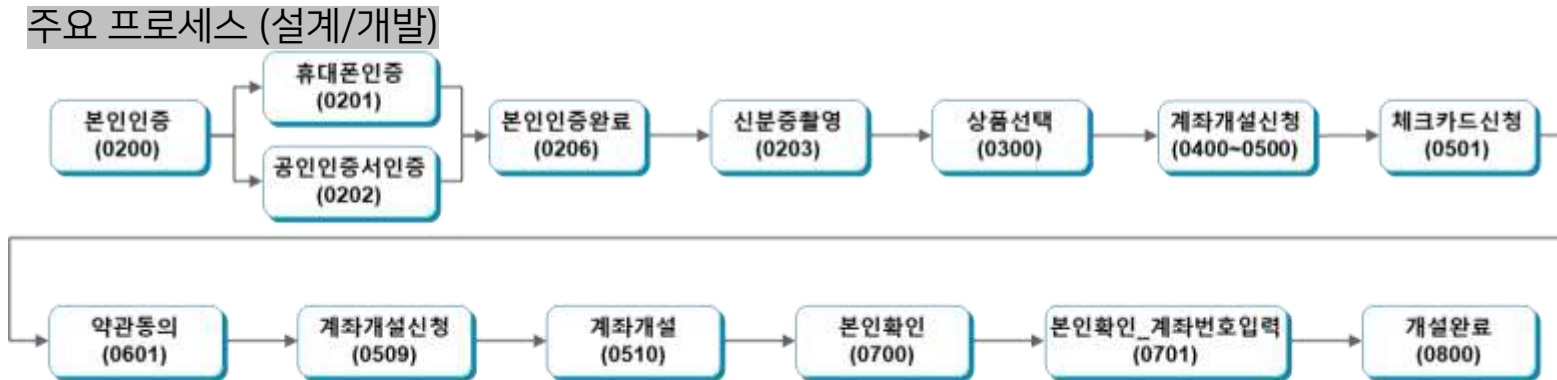 주요 프로세스 (설계/개발)
본인인증
(0200)
휴대폰인증
(0201)
공인인증서인증
(0202)
본인인증완료
(0206)
신분증촬영
(0203)
상품선택
(0300)
계좌개설신청
(0400~0500)
체크카드신청
(0501)
약관동의
(0601)
계좌개설신청
(0509)
계좌개설
(0510)
본인확인
(0700)
본인확인_계좌번호입력
(0701)
개설완료
(0800)